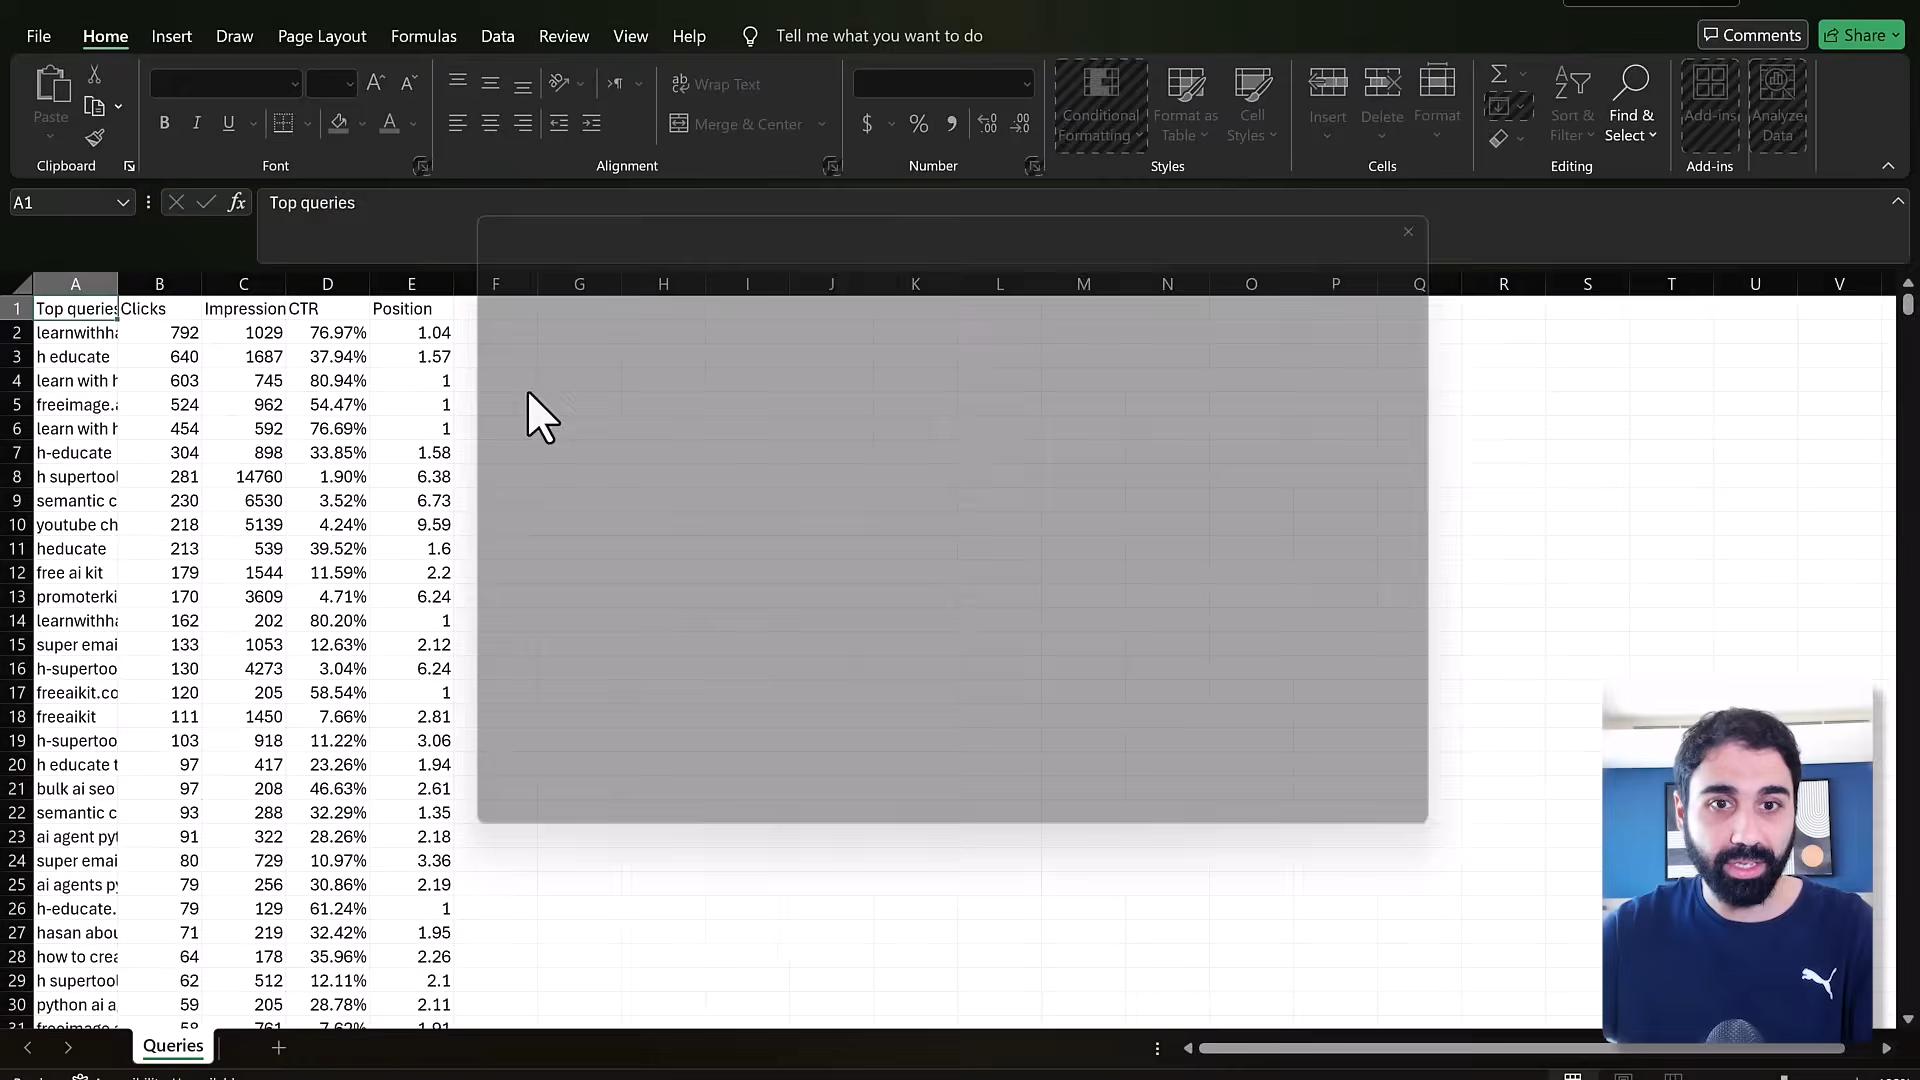 File Home Insert Draw Page Layout Formulas Data Review View Help Tell me what you want to do Comments Share
Paste
Clipboard
B I U
Font
Wrap Text
Merge & Center
Alignment
$ % 9
Number
Conditional Formatting
Format as Table
Cell Styles
Styles
Insert Delete Format
Cells
Sort & Filter
Find & Select
Editing
Add-ins
Add-ins
Analyze Data
A1 fx Top queries
A B C D E F G H I J K L M N O P Q R S T U V
1 Top queries Clicks Impression CTR Position
2 learnwithha 792 1029 76.97% 1.04
3 h educate 640 1687 37.94% 1.57
4 learn with h 603 745 80.94% 1
5 freeimage.a 524 962 54.47% 1
6 learn with h 454 592 76.69% 1
7 h-educate 304 898 33.85% 1.58
8 h supertool 281 14760 1.90% 6.38
9 semantic c 230 6530 3.52% 6.73
10 youtube ch 218 5139 4.24% 9.59
11 heducate 213 539 39.52% 1.6
12 free ai kit 179 1544 11.59% 2.2
13 promoterki 170 3609 4.71% 6.24
14 learnwithha 162 202 80.20% 1
15 super emai 133 1053 12.63% 2.12
16 h-supertoo 130 4273 3.04% 6.24
17 freeaikit.co 120 205 58.54% 1
18 freeaikit 111 1450 7.66% 2.81
19 h-supertoo 103 918 11.22% 3.06
20 h educate t 97 417 23.26% 1.94
21 bulk ai seo 97 208 46.63% 2.61
22 semantic c 93 288 32.29% 1.35
23 ai agent pyt 91 322 28.26% 2.18
24 super emai 80 729 10.97% 3.36
25 ai agents py 79 256 30.86% 2.19
26 h-educate. 79 129 61.24% 1
27 hasan abou 71 219 32.42% 1.95
28 how to crea 64 178 35.96% 2.26
29 h supertool 62 512 12.11% 2.1
30 python ai a 59 205 28.78% 2.11
31 freeimage 58 761 7.62% 1.91
Queries